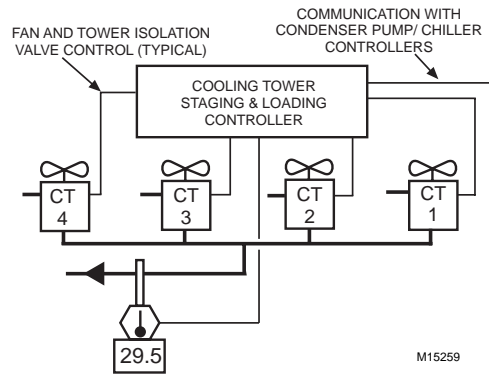 FAN AND TOWER ISOLATION
VALVE CONTROL (TYPICAL)
COMMUNICATION WITH
CONDENSER PUMP/ CHILLER
CONTROLLERS
COOLING TOWER
STAGING & LOADING
CONTROLLER
CT
4
CT
3
CT
2
CT
1
29.5
M15259